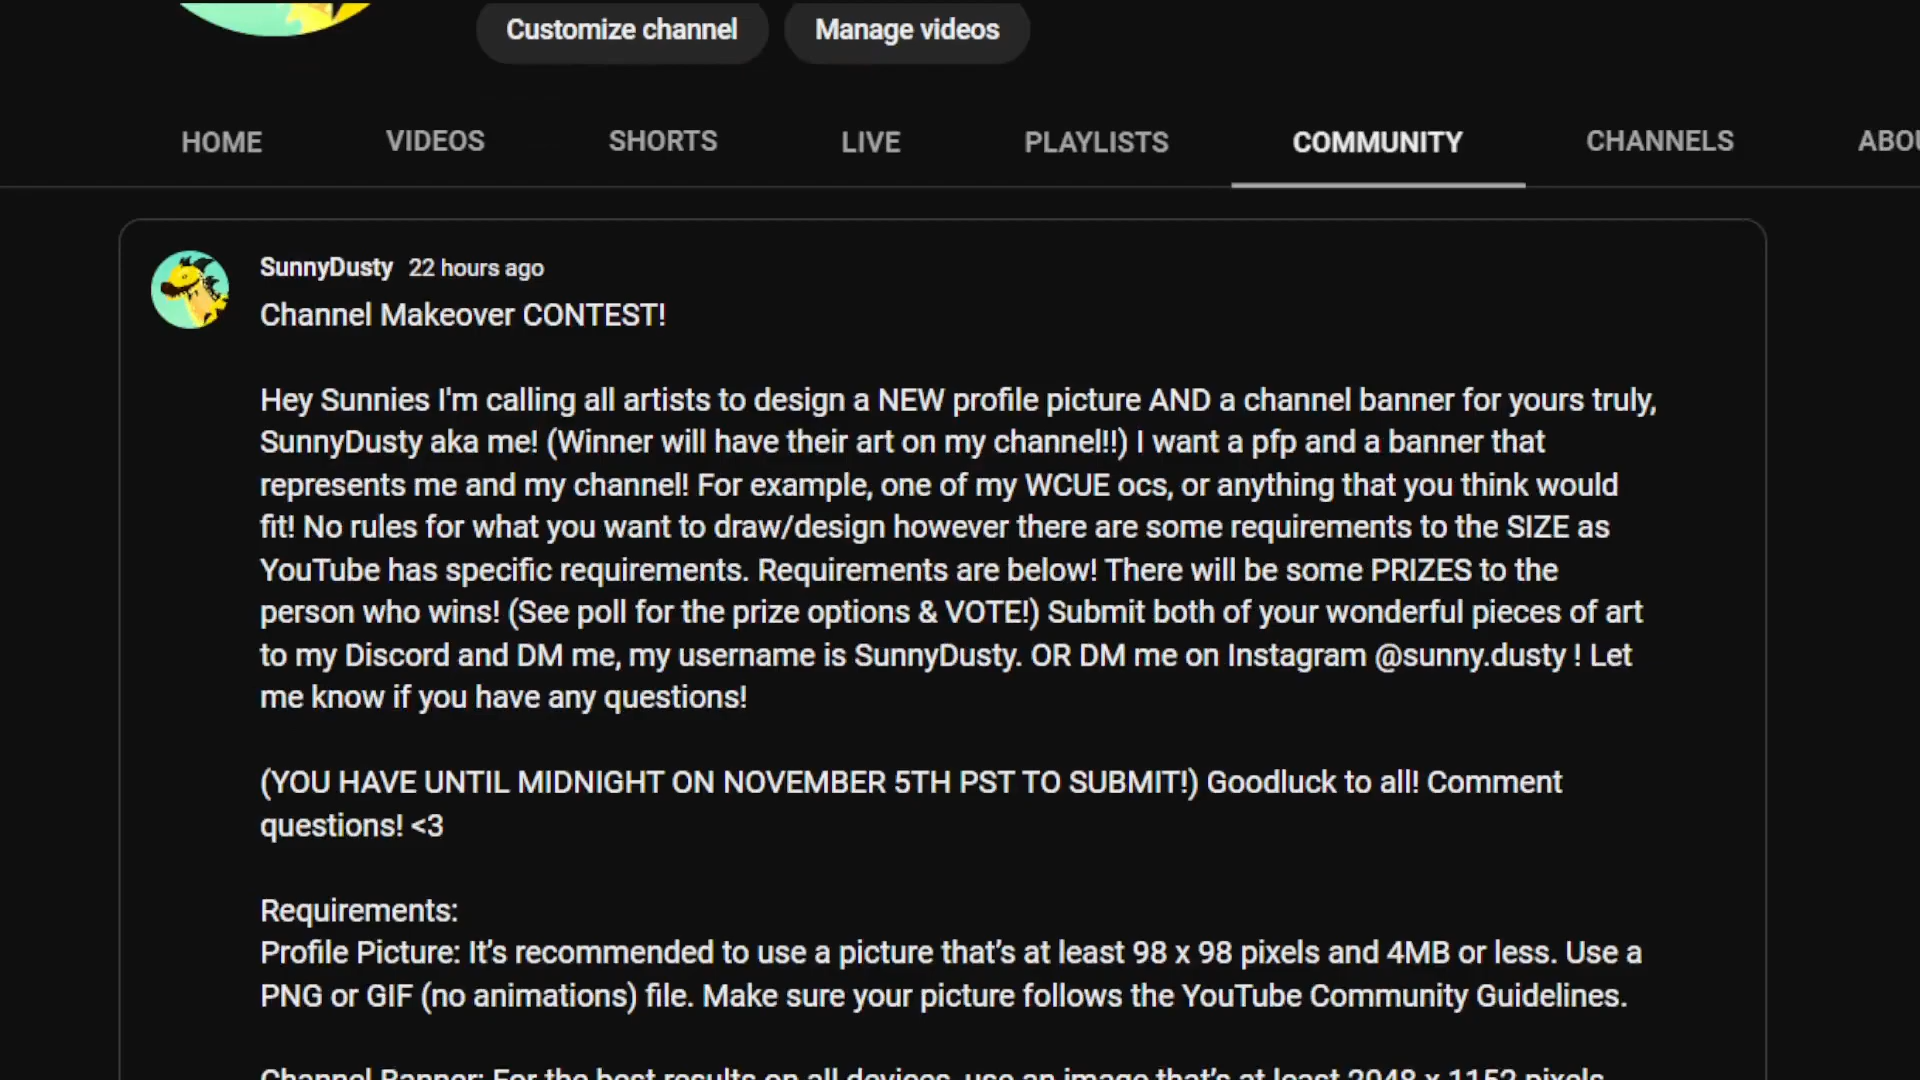 Customize channel
Manage videos
HOME
VIDEOS
SHORTS
LIVE
PLAYLISTS
COMMUNITY
CHANNELS
ABOU
SunnyDusty 22 hours ago
Channel Makeover CONTEST!
Hey Sunnies I'm calling all artists to design a NEW profile picture AND a channel banner for yours truly,
SunnyDusty aka me! (Winner will have their art on my channel!!) I want a pfp and a banner that
represents me and my channel! For example, one of my WCUE ocs, or anything that you think would
fit! No rules for what you want to draw/design however there are some requirements to the SIZE as
YouTube has specific requirements. Requirements are below! There will be some PRIZES to the
person who wins! (See poll for the prize options & VOTE!) Submit both of your wonderful pieces of art
to my Discord and DM me, my username is SunnyDusty. OR DM me on Instagram @sunny.dusty ! Let
me know if you have any questions!
(YOU HAVE UNTIL MIDNIGHT ON NOVEMBER 5TH PST TO SUBMIT!) Goodluck to all! Comment
questions! <3
Requirements:
Profile Picture: It’s recommended to use a picture that’s at least 98 x 98 pixels and 4MB or less. Use a
PNG or GIF (no animations) file. Make sure your picture follows the YouTube Community Guidelines.
Channel Banner: For the best results on all devices, use an image that’s at least 2048 x 1152 pixels